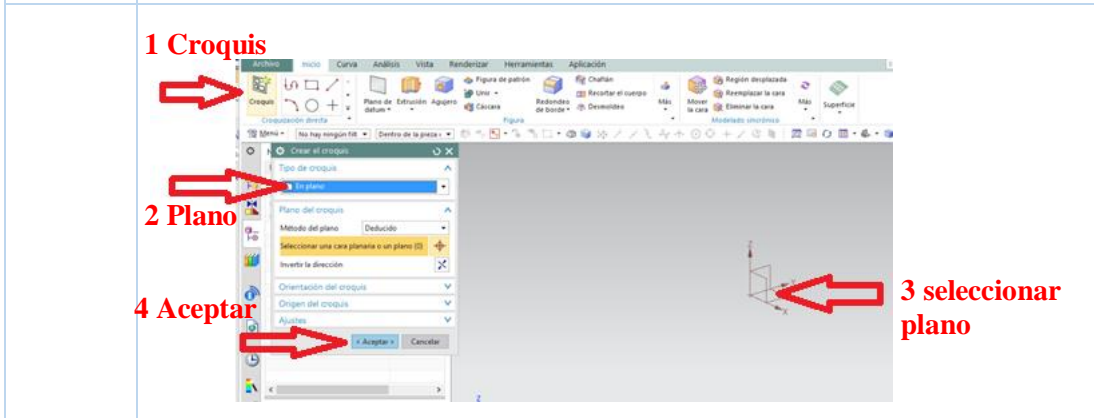 1 Croquis
Archivo Inicio Curva Análisis Vista Renderizar Herramientas Aplicación
Croquis
Plano de datum Extrusión Agujero
Figura de patrón
Unir
Cáscara
Redondeo de borde
Chaflán
Recortar el cuerpo
Desmoldeo
Más
Mover la cara
Región desplazada
Reemplazar la cara
Eliminar la cara
Más
Superficie
Croquización directa Figura Modelado sincrónico
Menú No hay ningún filt Dentro de la pieza
Crear el croquis
Tipo de croquis
En plano
2 Plano
Plano del croquis
Método del plano Deducido
Seleccionar una cara planaria o un plano (0)
Invertir la dirección
Orientación del croquis
Origen del croquis
Ajustes
4 Aceptar
< Aceptar > Cancelar
Z
Y
X
3 seleccionar
plano
Z